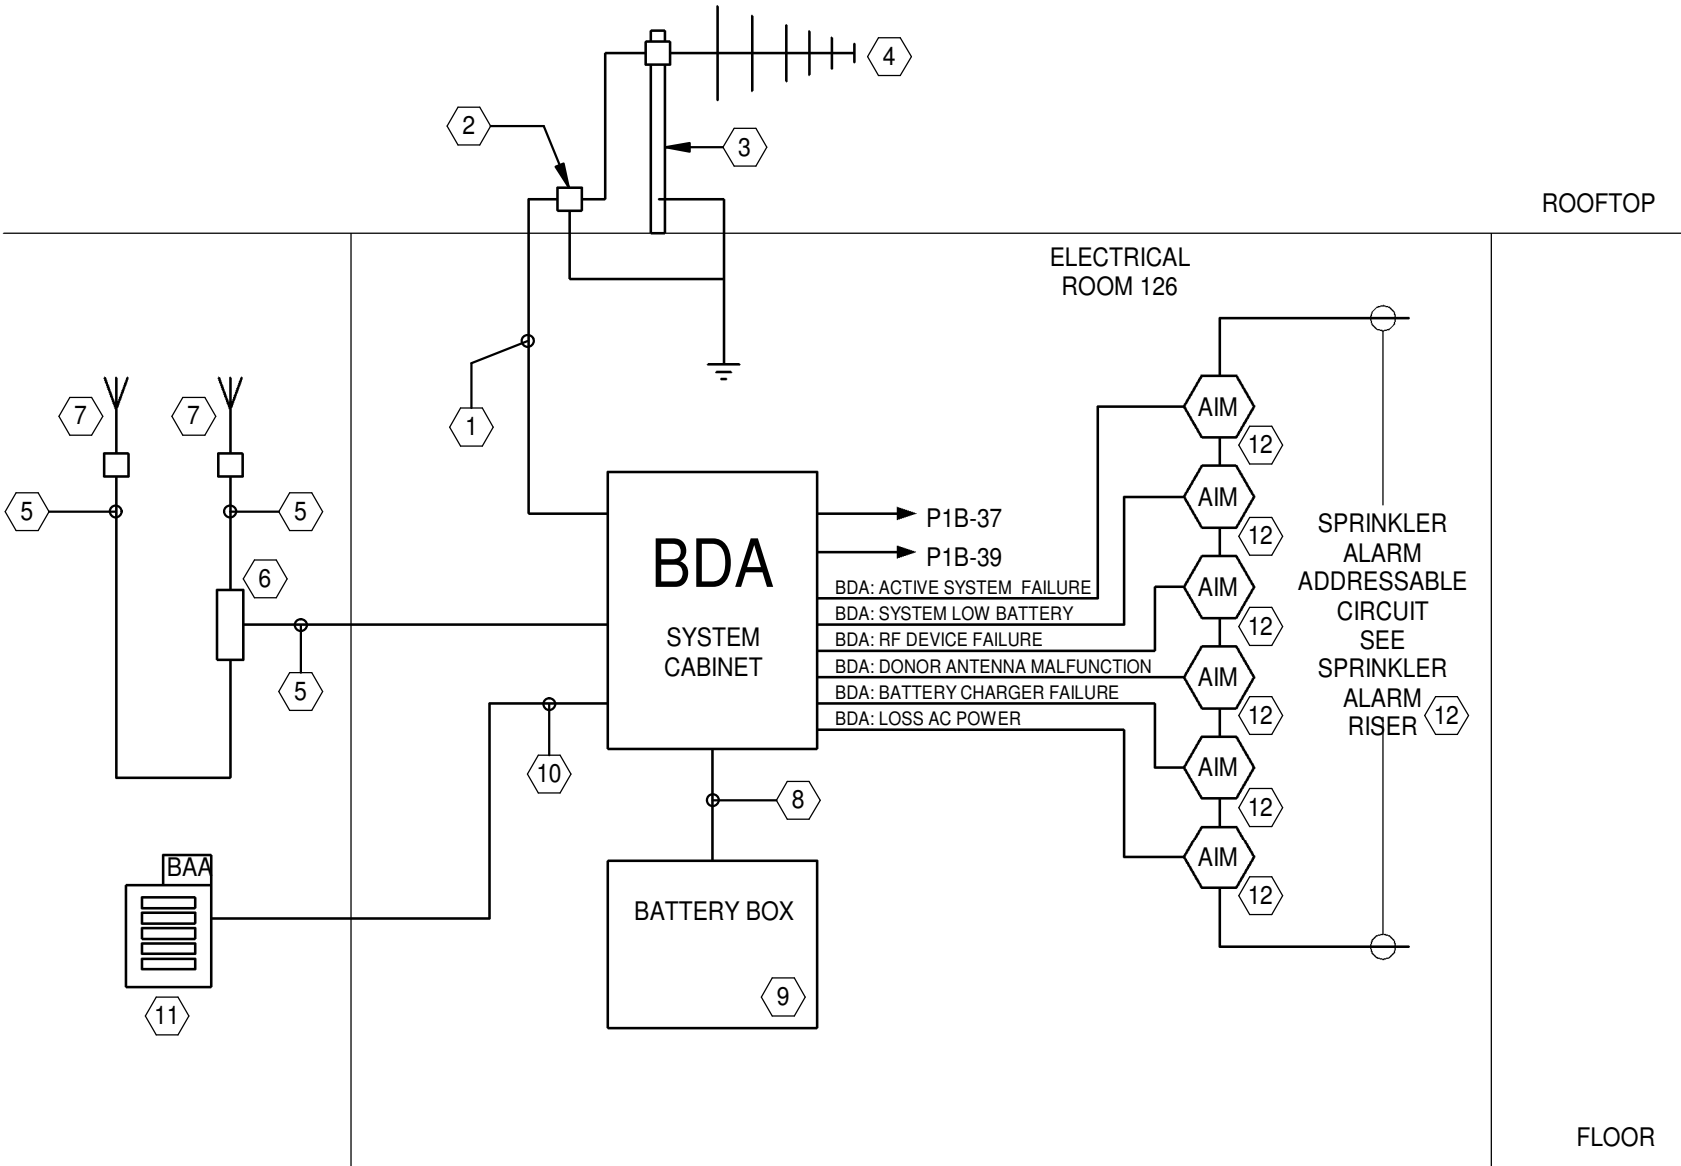 4
2
3
ROOFTOP
ELECTRICAL
ROOM 126
1
7
7
5
5
6
5
BDA
SYSTEM
CABINET
P1B-37
P1B-39
BDA: ACTIVE SYSTEM FAILURE
BDA: SYSTEM LOW BATTERY
BDA: RF DEVICE FAILURE
BDA: DONOR ANTENNA MALFUNCTION
BDA: BATTERY CHARGER FAILURE
BDA: LOSS AC POWER
AIM
12
AIM
12
AIM
12
AIM
12
AIM
12
AIM
12
SPRINKLER
ALARM
ADDRESSABLE
CIRCUIT
SEE
SPRINKLER
ALARM
RISER
12
10
8
BAA
11
BATTERY BOX
9
FLOOR